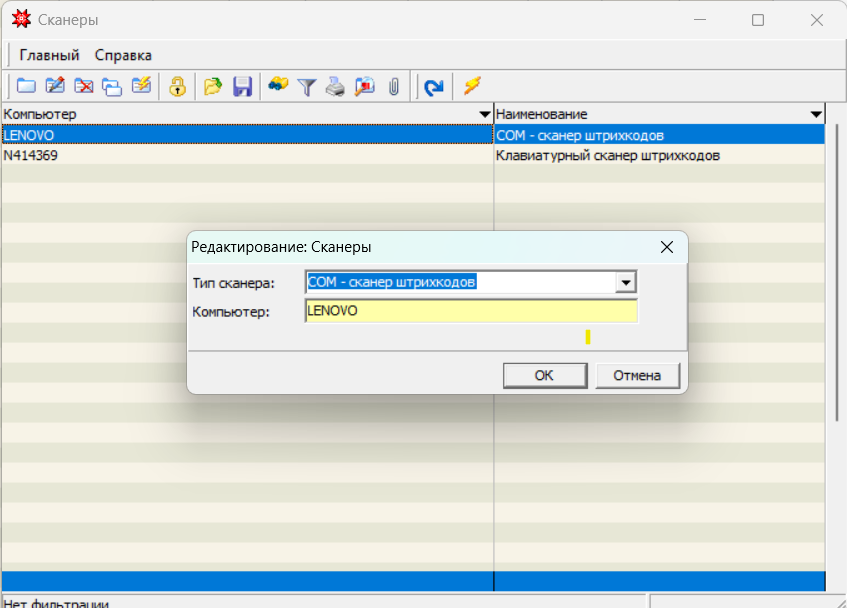 Сканеры
Главный Справка
Компьютер Наименование
LENOVO COM - сканер штрихкодов
N414369 Клавиатурный сканер штрихкодов
Редактирование: Сканеры
Тип сканера: COM - сканер штрихкодов
Компьютер: LENOVO
OK Отмена
Нет фильтрации